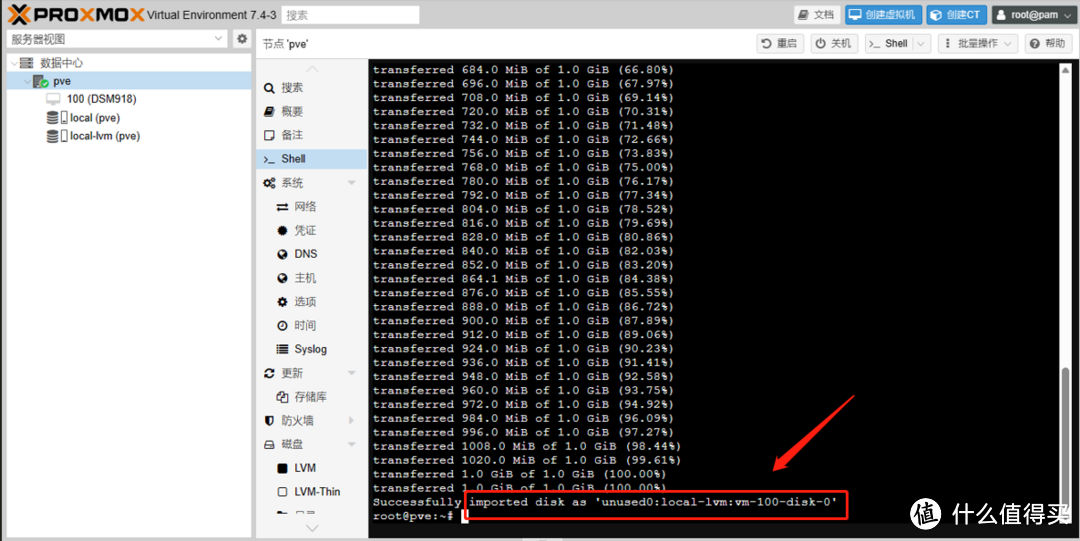 PROXMOX Virtual Environment 7.4-3 搜索 文档 创建虚拟机 创建CT root@pam
服务器视图
数据中心
pve
100 (DSM918)
local (pve)
local-lvm (pve)
节点 'pve' 重启 关机 >_ Shell 批量操作 帮助
搜索
概要
备注
>_ Shell
系统
网络
凭证
DNS
主机
选项
时间
Syslog
更新
存储库
防火墙
磁盘
LVM
LVM-Thin
transferred 684.0 MiB of 1.0 GiB (66.80%)
transferred 696.0 MiB of 1.0 GiB (67.97%)
transferred 708.0 MiB of 1.0 GiB (69.14%)
transferred 720.0 MiB of 1.0 GiB (70.31%)
transferred 732.0 MiB of 1.0 GiB (71.48%)
transferred 744.0 MiB of 1.0 GiB (72.66%)
transferred 756.0 MiB of 1.0 GiB (73.83%)
transferred 768.0 MiB of 1.0 GiB (75.00%)
transferred 780.0 MiB of 1.0 GiB (76.17%)
transferred 792.0 MiB of 1.0 GiB (77.34%)
transferred 804.0 MiB of 1.0 GiB (78.52%)
transferred 816.0 MiB of 1.0 GiB (79.69%)
transferred 828.0 MiB of 1.0 GiB (80.86%)
transferred 840.0 MiB of 1.0 GiB (82.03%)
transferred 852.0 MiB of 1.0 GiB (83.20%)
transferred 864.1 MiB of 1.0 GiB (84.38%)
transferred 876.0 MiB of 1.0 GiB (85.55%)
transferred 888.0 MiB of 1.0 GiB (86.72%)
transferred 900.0 MiB of 1.0 GiB (87.89%)
transferred 912.0 MiB of 1.0 GiB (89.06%)
transferred 924.0 MiB of 1.0 GiB (90.23%)
transferred 936.0 MiB of 1.0 GiB (91.41%)
transferred 948.0 MiB of 1.0 GiB (92.58%)
transferred 960.0 MiB of 1.0 GiB (93.75%)
transferred 972.0 MiB of 1.0 GiB (94.92%)
transferred 984.0 MiB of 1.0 GiB (96.09%)
transferred 996.0 MiB of 1.0 GiB (97.27%)
transferred 1008.0 MiB of 1.0 GiB (98.44%)
transferred 1020.0 MiB of 1.0 GiB (99.61%)
transferred 1.0 GiB of 1.0 GiB (100.00%)
transferred 1.0 GiB of 1.0 GiB (100.00%)
Successfully imported disk as 'unused0:local-lvm:vm-100-disk-0'
root@pve:~#
值 什么值得买